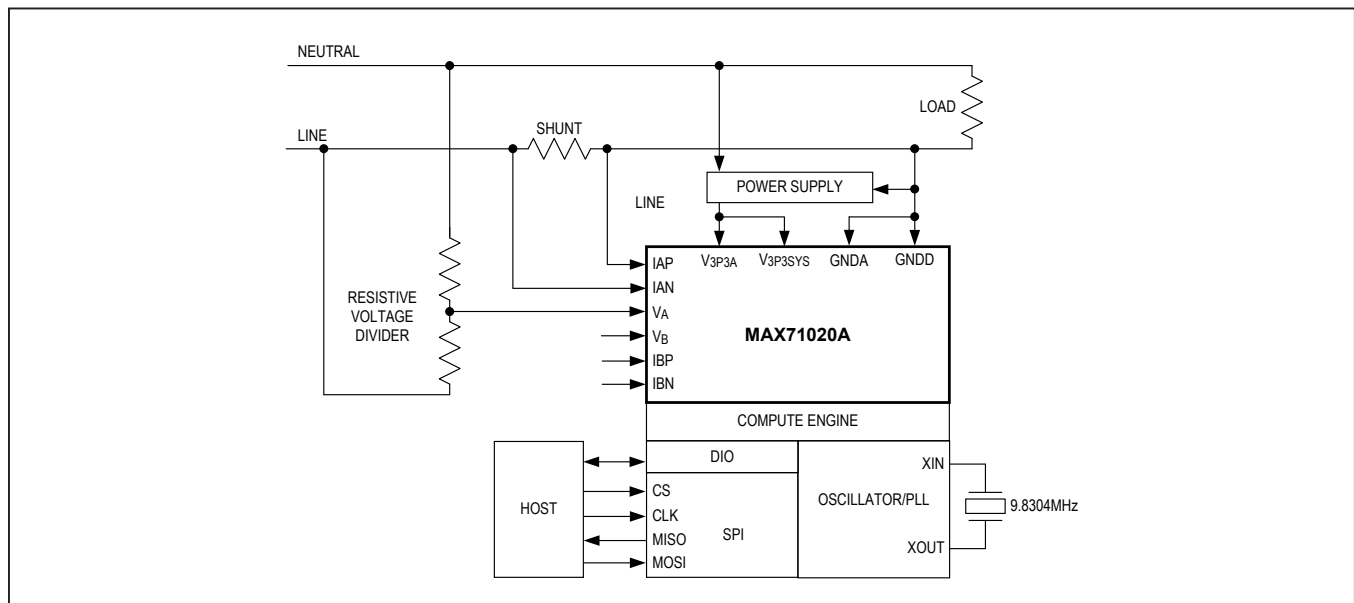 NEUTRAL
LOAD
SHUNT
LINE
POWER SUPPLY
LINE
V3P3A
V3P3SYS
GNDA
GNDD
IAP
IAN
RESISTIVE
VOLTAGE
DIVIDER
VA
VB
IBP
IBN
MAX71020A
COMPUTE ENGINE
DIO
XIN
HOST
CS
CLK
MISO
MOSI
SPI
OSCILLATOR/PLL
9.8304MHz
XOUT